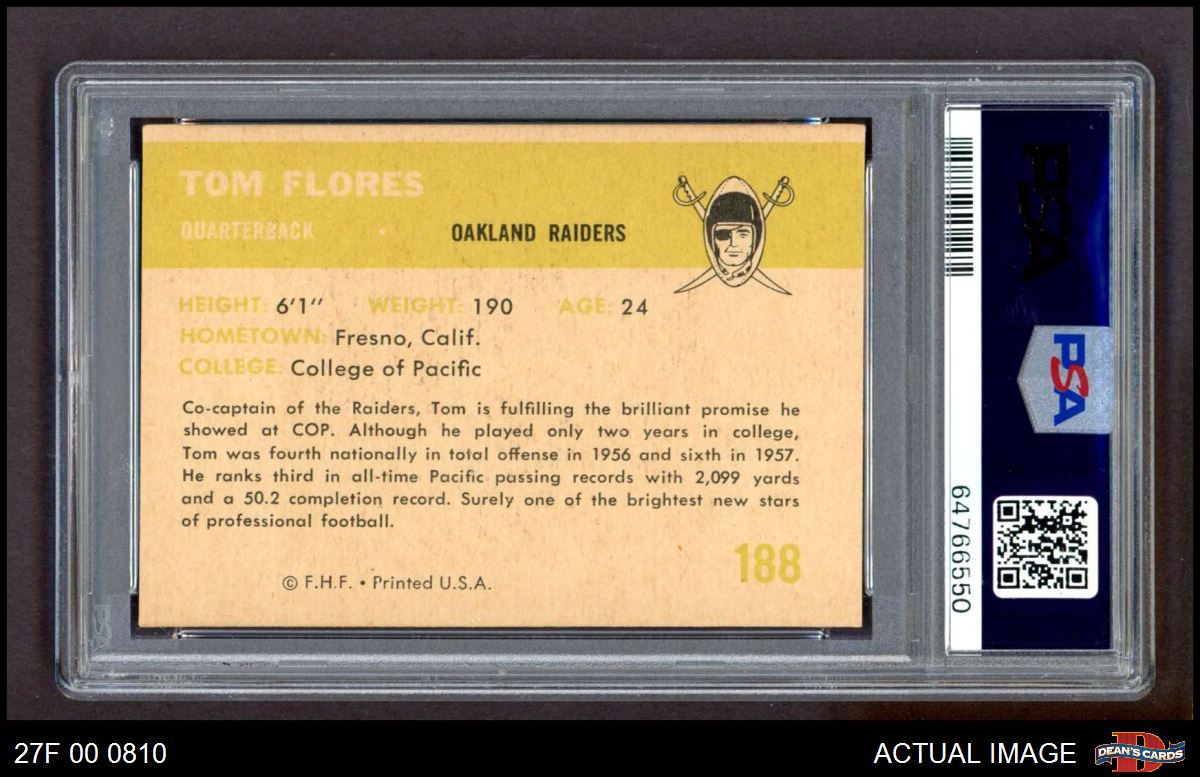 TOM FLORES
QUARTERBACK • OAKLAND RAIDERS
HEIGHT: 6'1" WEIGHT: 190 AGE: 24
HOMETOWN: Fresno, Calif.
COLLEGE: College of Pacific
Co-captain of the Raiders, Tom is fulfilling the brilliant promise he
showed at COP. Although he played only two years in college,
Tom was fourth nationally in total offense in 1956 and sixth in 1957.
He ranks third in all-time Pacific passing records with 2,099 yards
and a 50.2 completion record. Surely one of the brightest new stars
of professional football.
188
© F.H.F. • Printed U.S.A.
PSA
PSA
64766550
27F 00 0810
ACTUAL IMAGE
DEAN'S CARDS